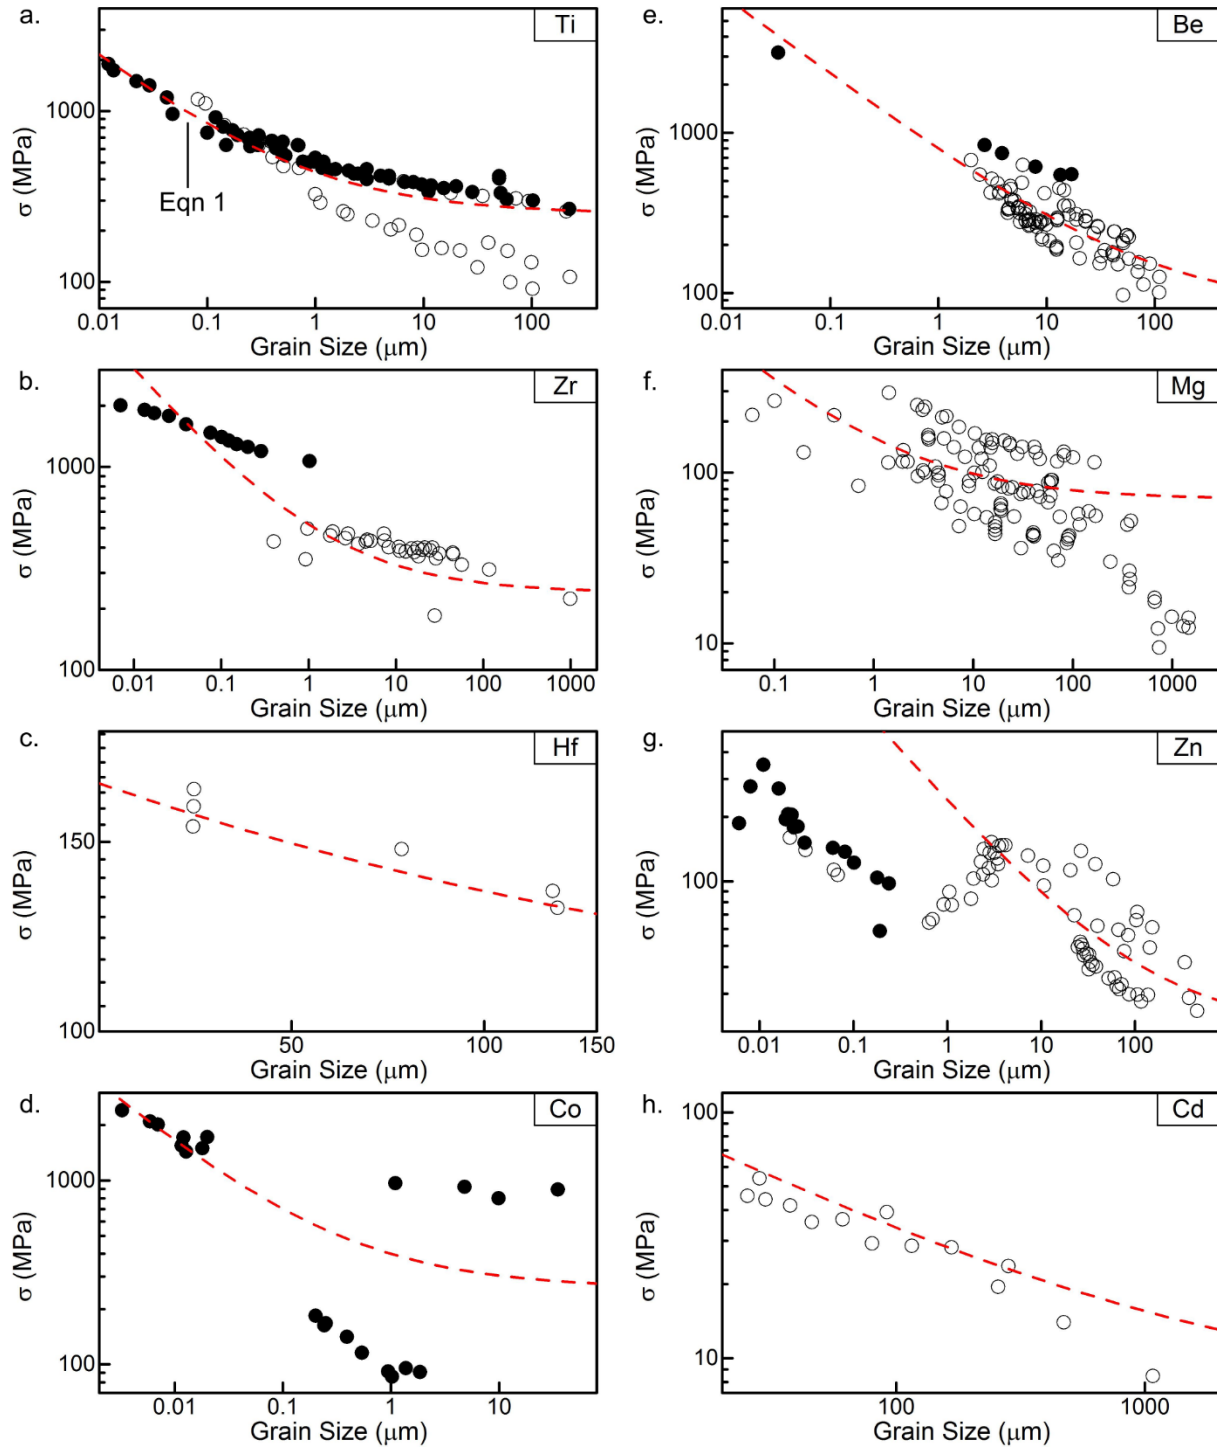 a.
Ti
1000
σ (MPa)
Eqn 1
100
0.01
0.1
1
10
100
Grain Size (μm)
b.
Zr
1000
σ (MPa)
100
0.01
0.1
1
10
100
1000
Grain Size (μm)
c.
Hf
150
σ (MPa)
100
50
100
150
Grain Size (μm)
d.
Co
1000
σ (MPa)
100
0.01
0.1
1
10
Grain Size (μm)
e.
Be
1000
σ (MPa)
100
0.01
0.1
1
10
100
Grain Size (μm)
f.
Mg
100
σ (MPa)
10
0.1
1
10
100
1000
Grain Size (μm)
g.
Zn
100
σ (MPa)
0.01
0.1
1
10
100
Grain Size (μm)
h.
Cd
100
σ (MPa)
10
100
1000
Grain Size (μm)